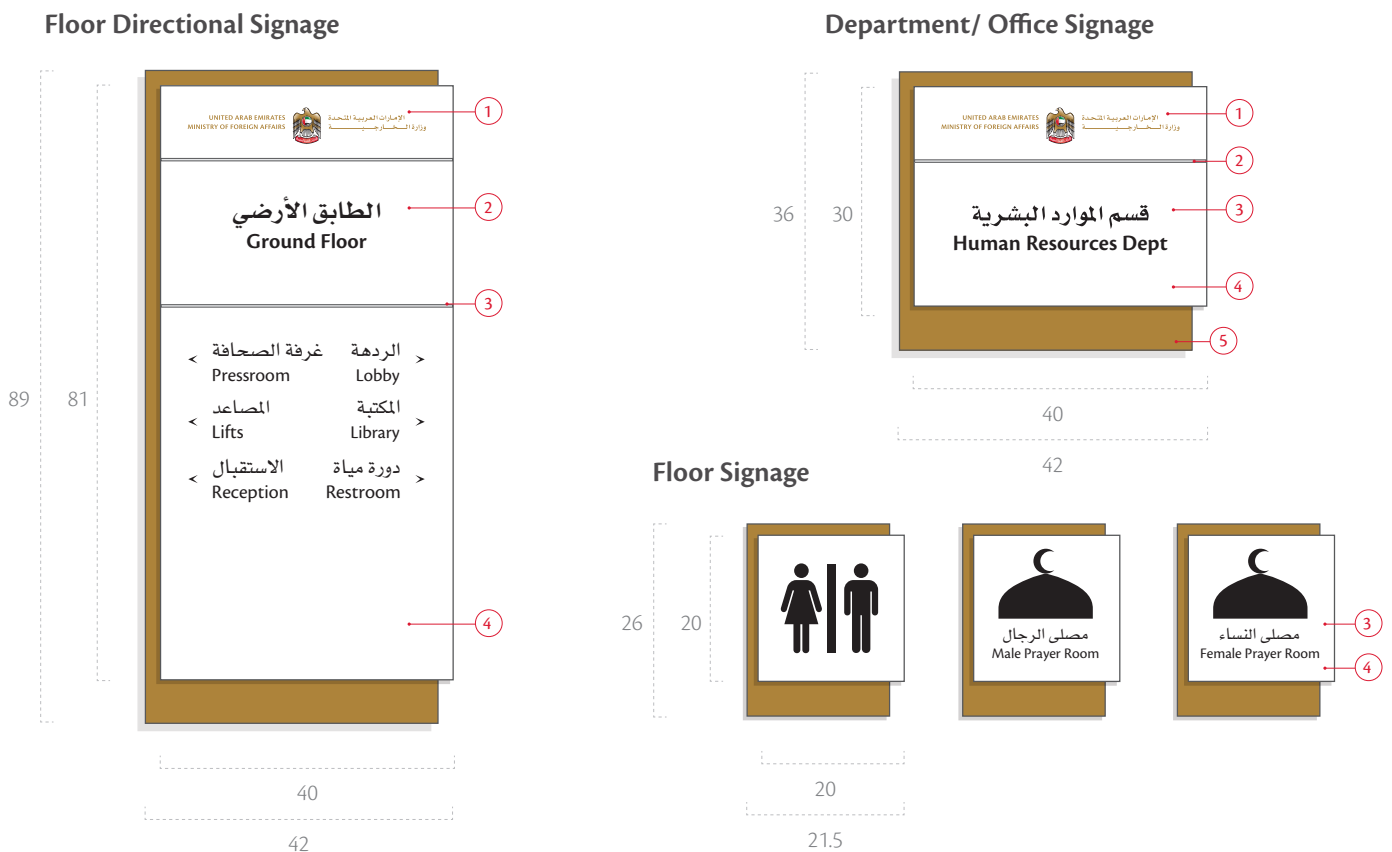 Floor Directional Signage
UNITED ARAB EMIRATES
MINISTRY OF FOREIGN AFFAIRS
الإمارات العربية المتحدة
وزارة الخارجية
1
الطابق الأرضي
Ground Floor
2
3
غرفة الصحافة
Pressroom
الردهة
Lobby
المصاعد
Lifts
المكتبة
Library
الاستقبال
Reception
دورة مياة
Restroom
4
89
81
40
42
Department/ Office Signage
UNITED ARAB EMIRATES
MINISTRY OF FOREIGN AFFAIRS
الإمارات العربية المتحدة
وزارة الخارجية
1
2
قسم الموارد البشرية
Human Resources Dept
3
4
5
36
30
40
42
Floor Signage
26
20
20
21.5
مصلى الرجال
Male Prayer Room
مصلى النساء
Female Prayer Room
3
4